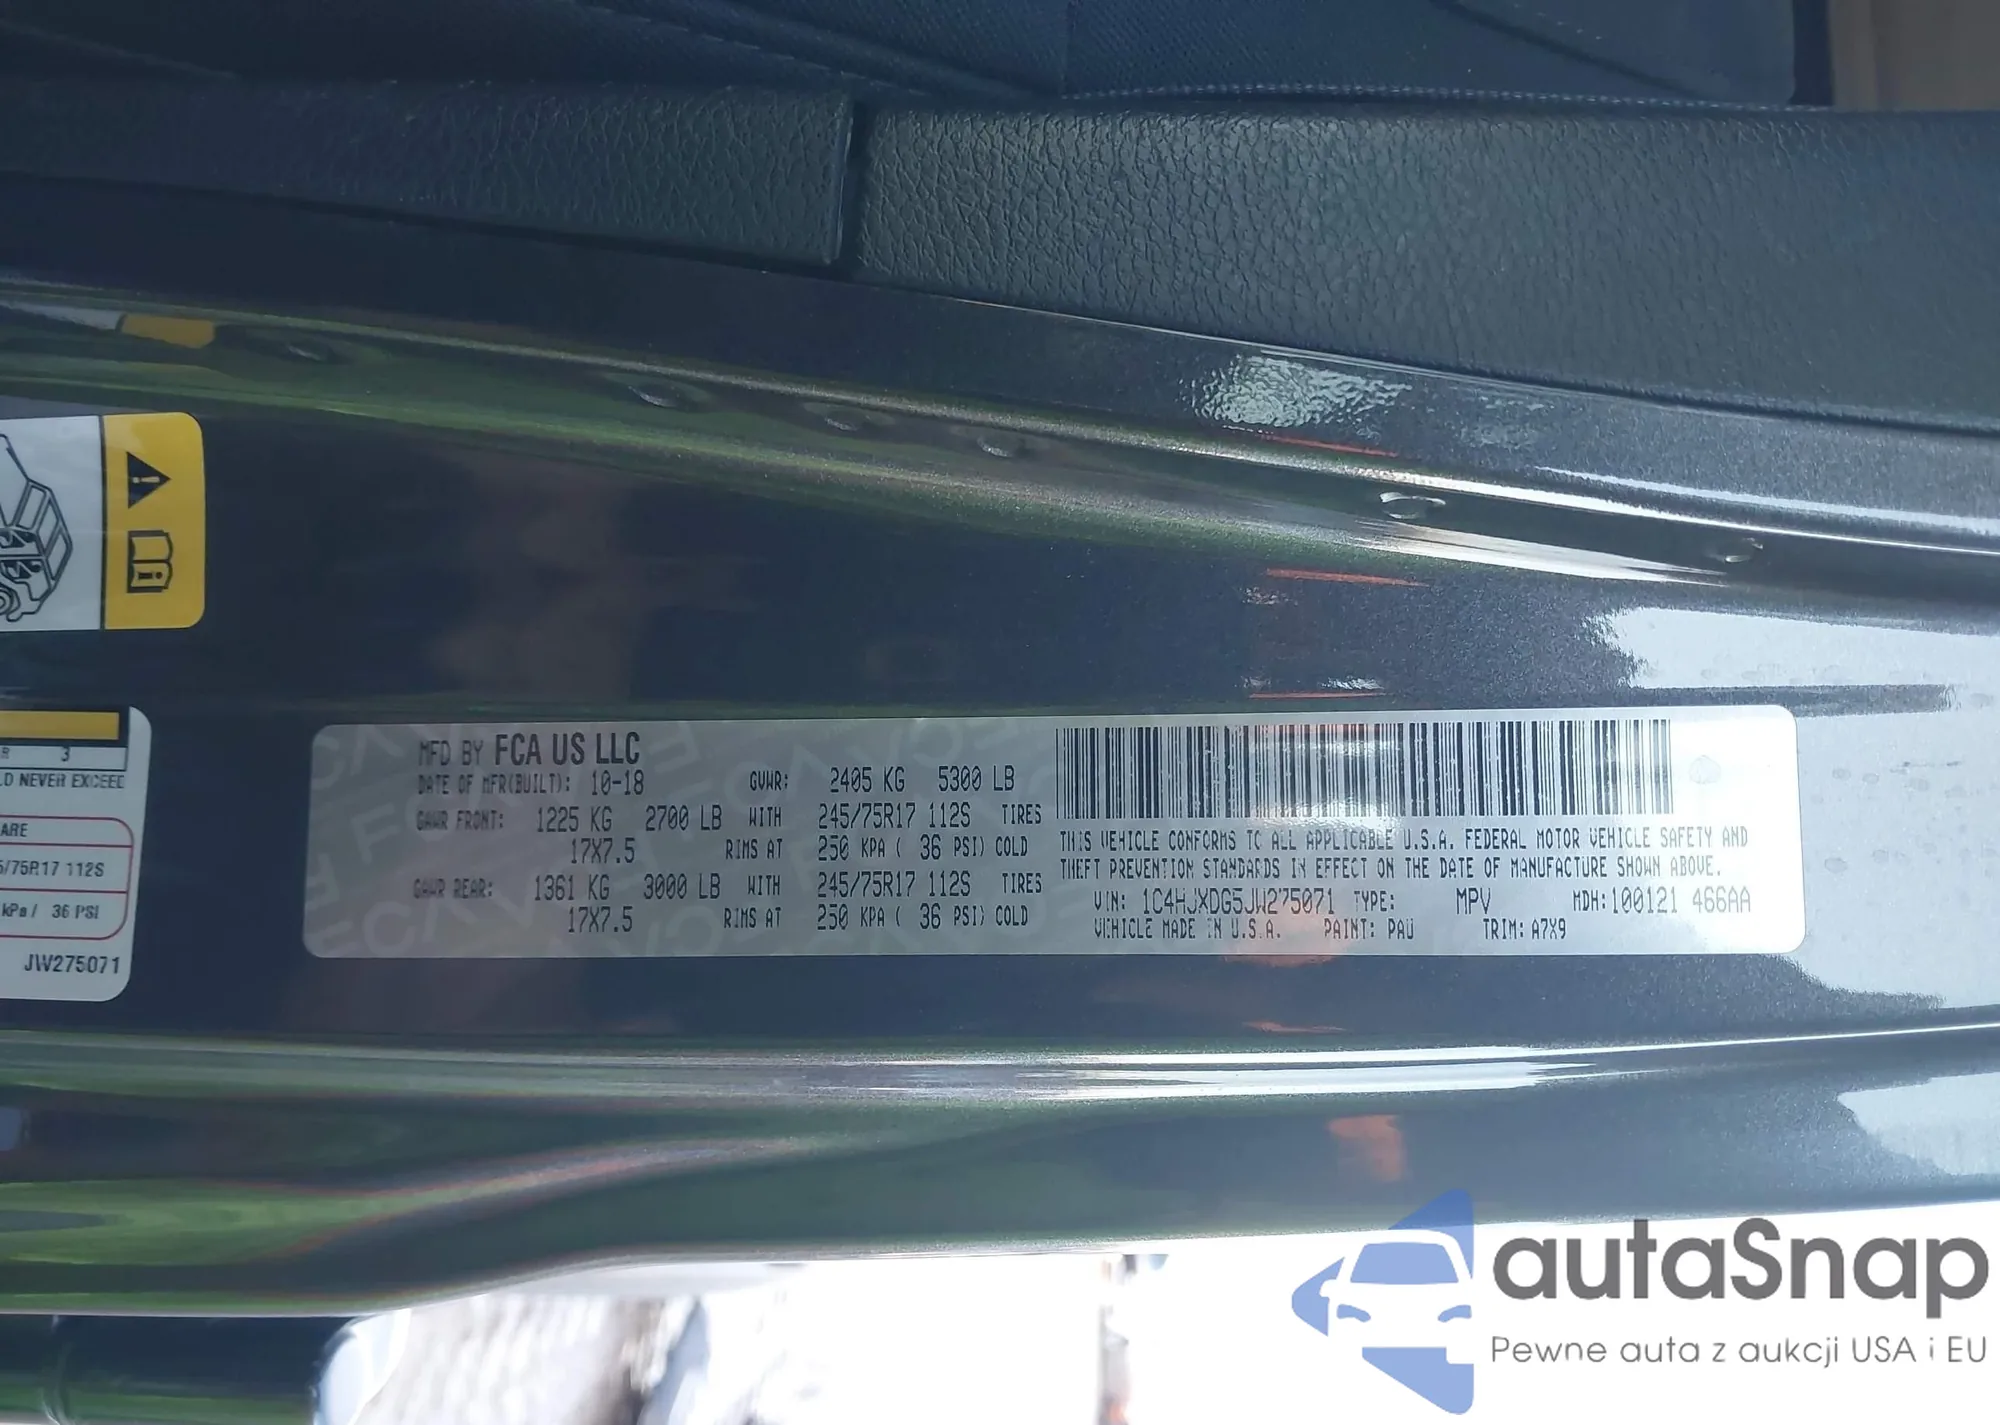 MFD BY FCA US LLC
DATE OF MFR(BUILT): 10-18 GVWR: 2405 KG 5300 LB
GAWR FRONT: 1225 KG 2700 LB WITH 245/75R17 112S TIRES
17X7.5 RIMS AT 250 KPA ( 36 PSI) COLD
GAWR REAR: 1361 KG 3000 LB WITH 245/75R17 112S TIRES
17X7.5 RIMS AT 250 KPA ( 36 PSI) COLD
THIS VEHICLE CONFORMS TO ALL APPLICABLE U.S.A. FEDERAL MOTOR VEHICLE SAFETY AND
THEFT PREVENTION STANDARDS IN EFFECT ON THE DATE OF MANUFACTURE SHOWN ABOVE.
VIN: 1C4HJXDG5JW275071 TYPE: MPV MDH:100121 466AA
VEHICLE MADE IN U.S.A. PAINT: PAU TRIM: A7X9
R 3
LD NEVER EXCEED
ARE
5/75R17 112S
kPa / 36 PSI
JW275071
autaSnap
Pewne auta z aukcji USA i EU